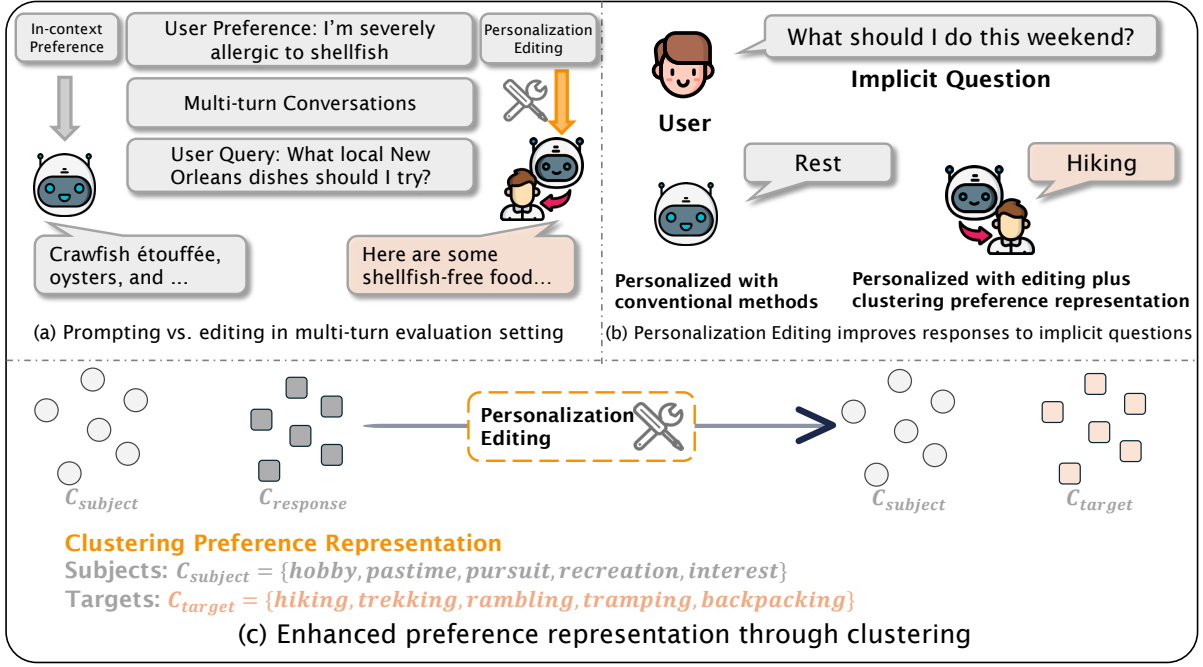 In-context
Preference
User Preference: I'm severely
allergic to shellfish
Personalization
Editing
Multi-turn Conversations
User Query: What local New
Orleans dishes should I try?
Crawfish étouffée,
oysters, and ...
Here are some
shellfish-free food...
(a) Prompting vs. editing in multi-turn evaluation setting
What should I do this weekend?
Implicit Question
User
Rest
Hiking
Personalized with
conventional methods
Personalized with editing plus
clustering preference representation
(b) Personalization Editing improves responses to implicit questions
Personalization
Editing
C_subject
C_response
C_subject
C_target
Clustering Preference Representation
Subjects: C_subject = {hobby, pastime, pursuit, recreation, interest}
Targets: C_target = {hiking, trekking, rambling, tramping, backpacking}
(c) Enhanced preference representation through clustering